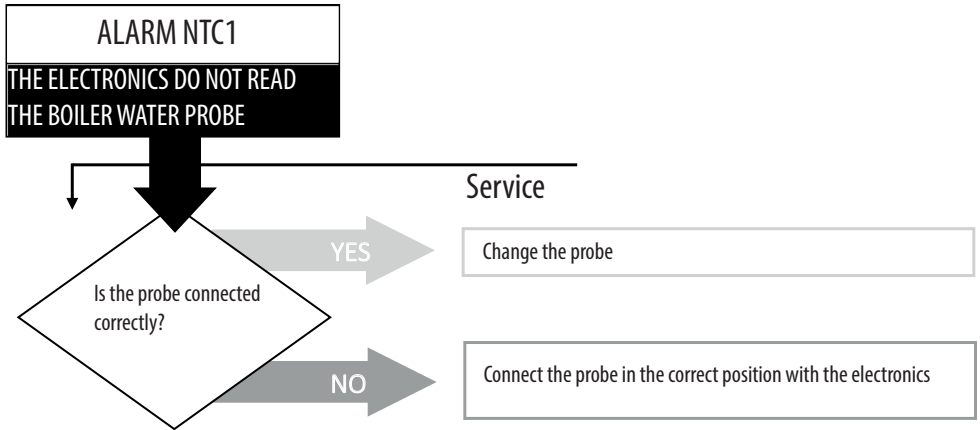 ALARM NTC1
THE ELECTRONICS DO NOT READ
THE BOILER WATER PROBE
Service
YES
Change the probe
Is the probe connected
correctly?
NO
Connect the probe in the correct position with the electronics